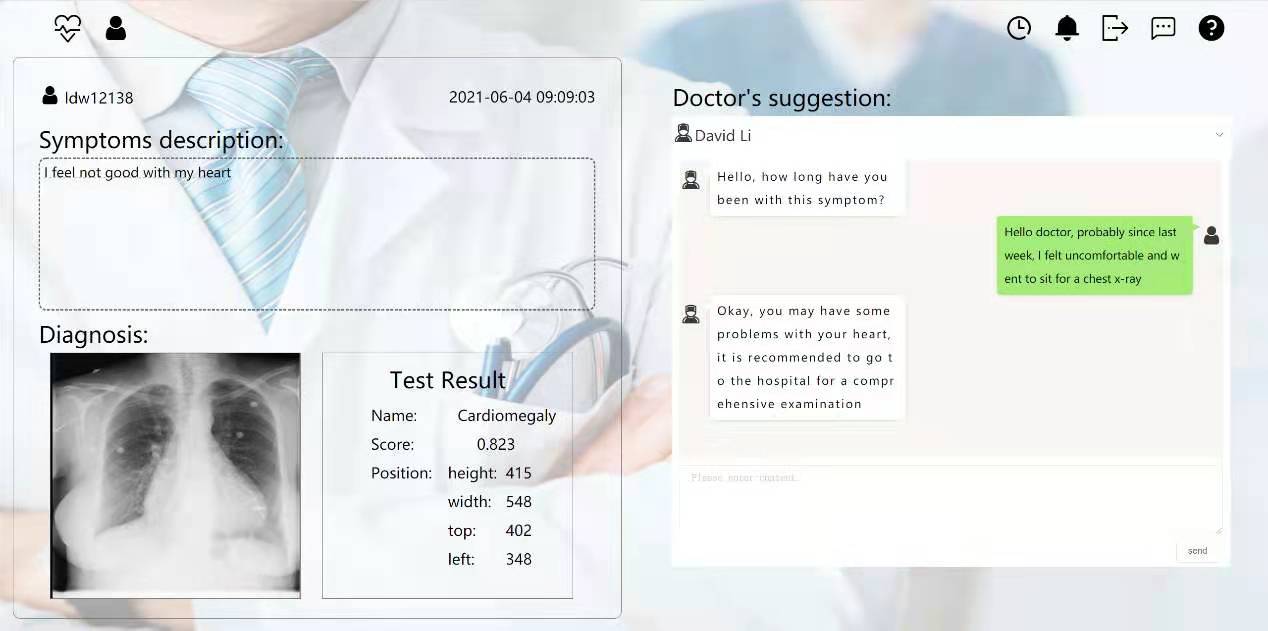 ldw12138
2021-06-04 09:09:03
Symptoms description:
I feel not good with my heart
Diagnosis:
Test Result
Name: Cardiomegaly
Score: 0.823
Position: height: 415
width: 548
top: 402
left: 348
Doctor's suggestion:
David Li
Hello, how long have you
been with this symptom?
Hello doctor, probably since last
week, I felt uncomfortable and w
ent to sit for a chest x-ray
Okay, you may have some
problems with your heart,
it is recommended to go t
o the hospital for a compr
ehensive examination
Please enter content.
send